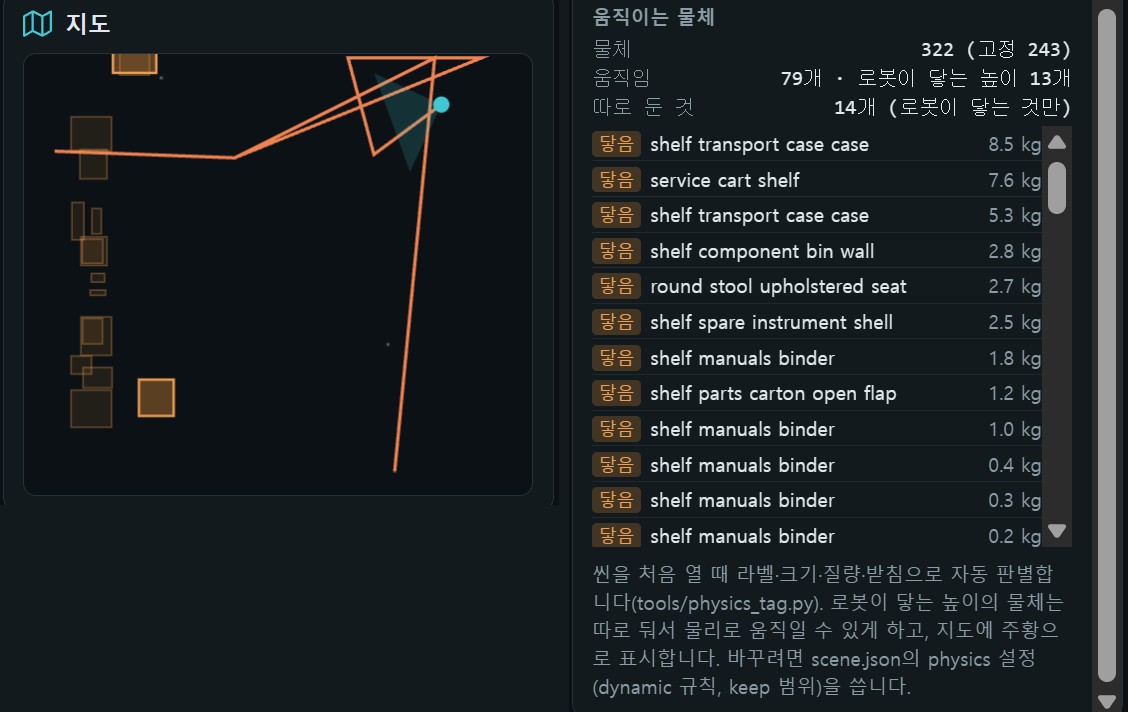 지도
움직이는 물체
물체 322 (고정 243)
움직임 79개 · 로봇이 닿는 높이 13개
따로 둔 것 14개 (로봇이 닿는 것만)
닿음 shelf transport case case 8.5 kg
닿음 service cart shelf 7.6 kg
닿음 shelf transport case case 5.3 kg
닿음 shelf component bin wall 2.8 kg
닿음 round stool upholstered seat 2.7 kg
닿음 shelf spare instrument shell 2.5 kg
닿음 shelf manuals binder 1.8 kg
닿음 shelf parts carton open flap 1.2 kg
닿음 shelf manuals binder 1.0 kg
닿음 shelf manuals binder 0.4 kg
닿음 shelf manuals binder 0.3 kg
닿음 shelf manuals binder 0.2 kg
씬을 처음 열 때 라벨·크기·질량·받침으로 자동 판별합
니다(tools/physics_tag.py). 로봇이 닿는 높이의 물체는
따로 둬서 물리로 움직일 수 있게 하고, 지도에 주황으
로 표시합니다. 바꾸려면 scene.json의 physics 설정
(dynamic 규칙, keep 범위)을 씁니다.